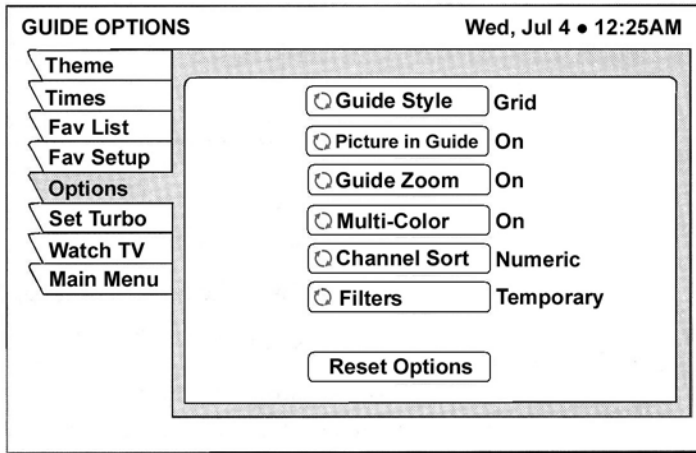 GUIDE OPTIONS Wed, Jul 4 ● 12:25AM
Theme
Times
Fav List
Fav Setup
Options
Set Turbo
Watch TV
Main Menu
Guide Style Grid
Picture in Guide On
Guide Zoom On
Multi-Color On
Channel Sort Numeric
Filters Temporary
Reset Options